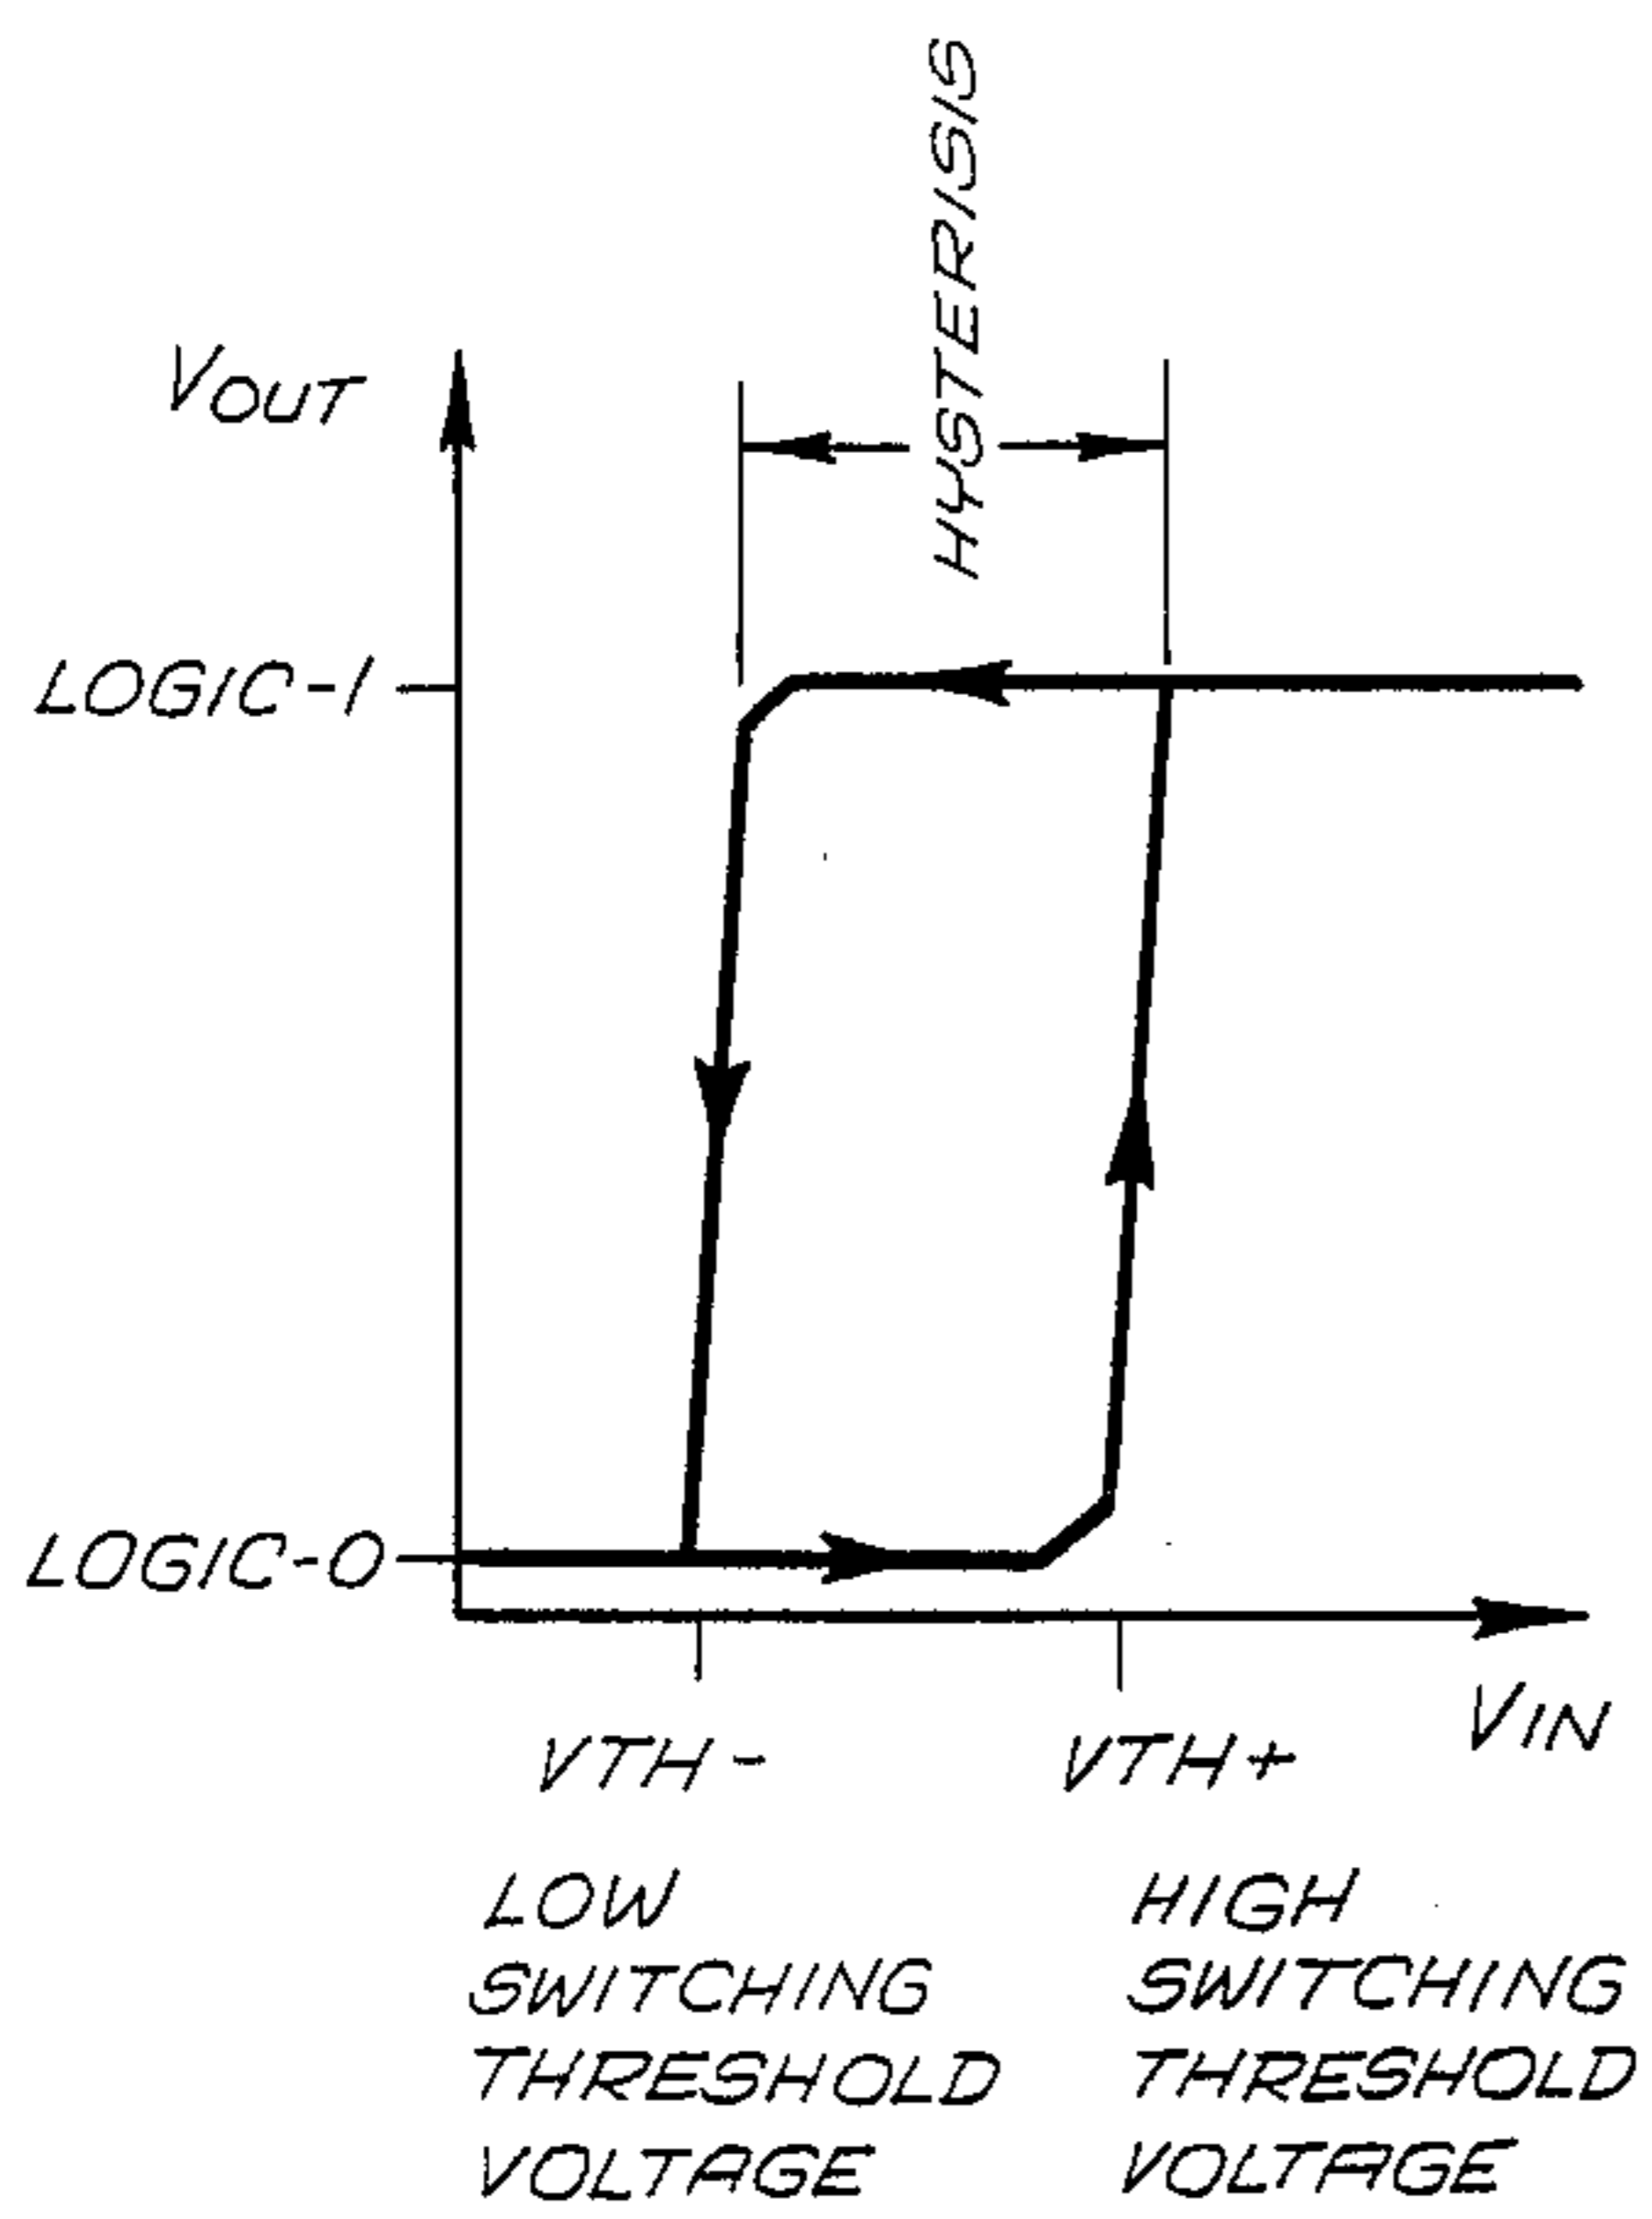 HYSTERISIS
VOUT
LOGIC-1
LOGIC-0
VIN
VTH- VTH+
LOW
SWITCHING
THRESHOLD
VOLTAGE
HIGH
SWITCHING
THRESHOLD
VOLTAGE